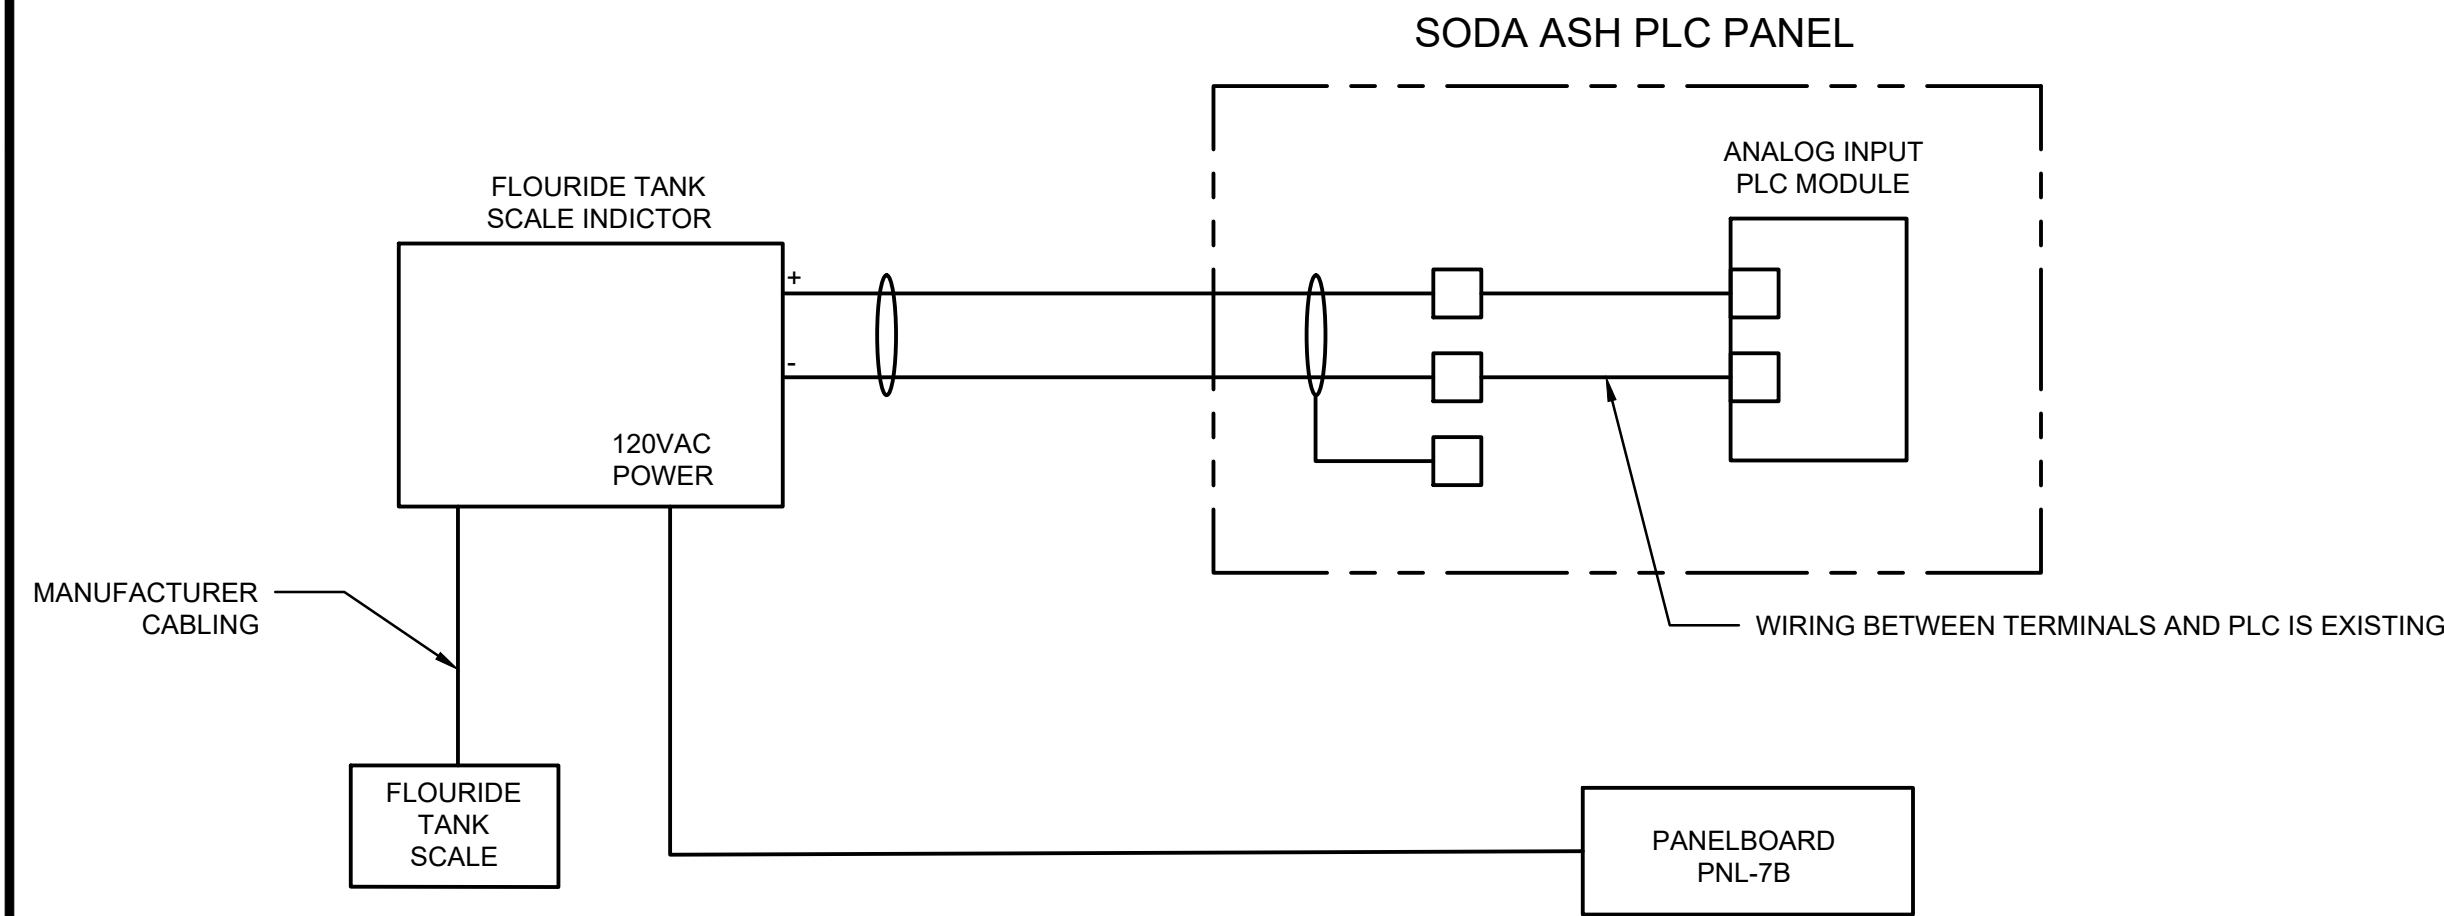 SODA ASH PLC PANEL
ANALOG INPUT
PLC MODULE
FLOURIDE TANK
SCALE INDICTOR
+
-
120VAC
POWER
MANUFACTURER
CABLING
WIRING BETWEEN TERMINALS AND PLC IS EXISTING
FLOURIDE
TANK
SCALE
PANELBOARD
PNL-7B